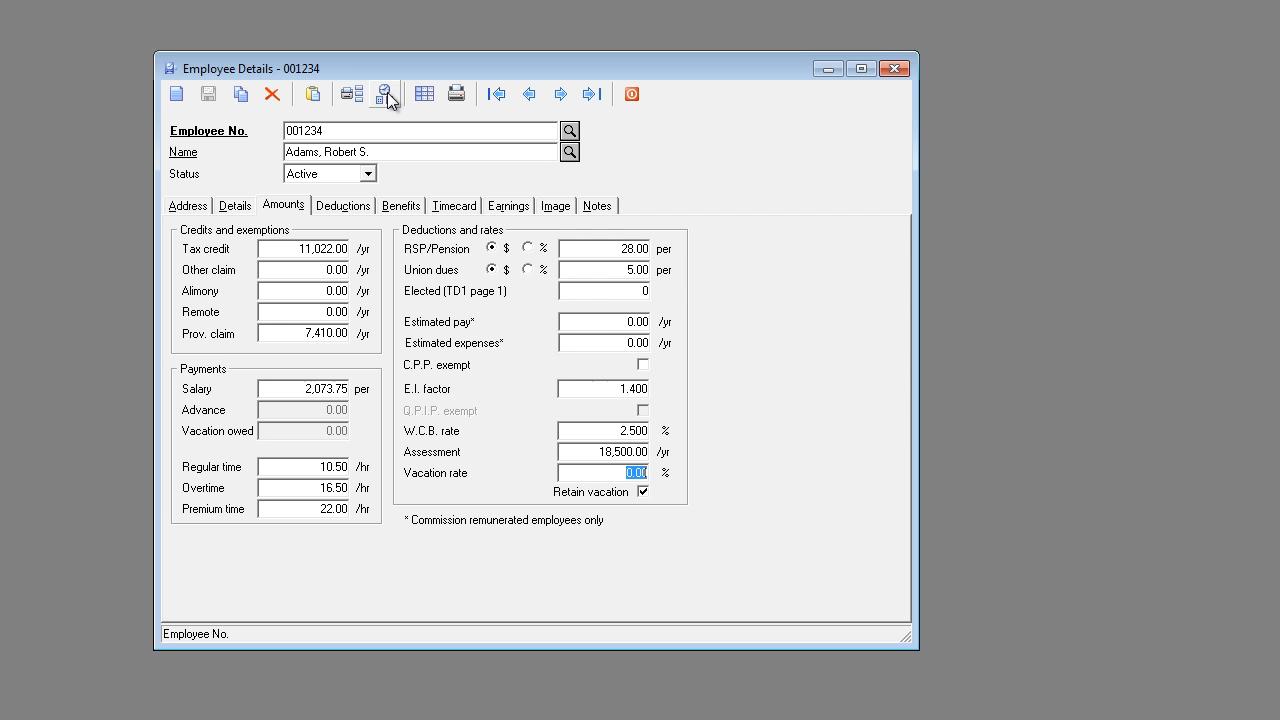 Employee Details - 001234
Employee No. 001234
Name Adams, Robert S.
Status Active
Address Details Amounts Deductions Benefits Timecard Earnings Image Notes
Credits and exemptions
Tax credit 11,022.00 /yr
Other claim 0.00 /yr
Alimony 0.00 /yr
Remote 0.00 /yr
Prov. claim 7,410.00 /yr
Payments
Salary 2,073.75 per
Advance 0.00
Vacation owed 0.00
Regular time 10.50 /hr
Overtime 16.50 /hr
Premium time 22.00 /hr
Deductions and rates
RSP/Pension $ % 28.00 per
Union dues $ % 5.00 per
Elected (TD1 page 1) 0
Estimated pay* 0.00 /yr
Estimated expenses* 0.00 /yr
C.P.P. exempt
E.I. factor 1.400
Q.P.I.P. exempt
W.C.B. rate 2.500 %
Assessment 18,500.00 /yr
Vacation rate 0.00 %
Retain vacation
* Commission remunerated employees only
Employee No.